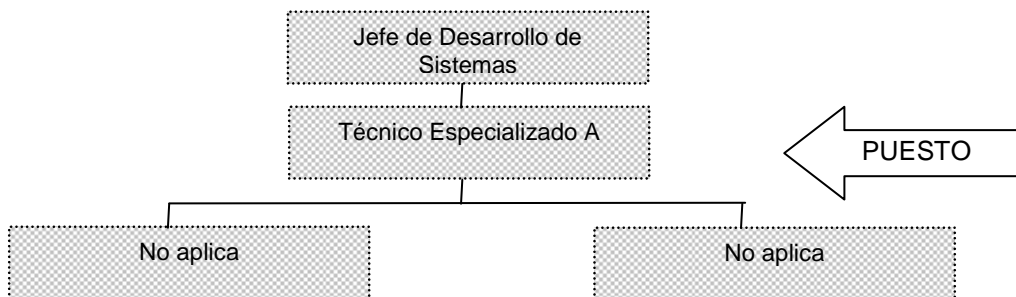 Jefe de Desarrollo de
Sistemas
Técnico Especializado A
PUESTO
No aplica
No aplica